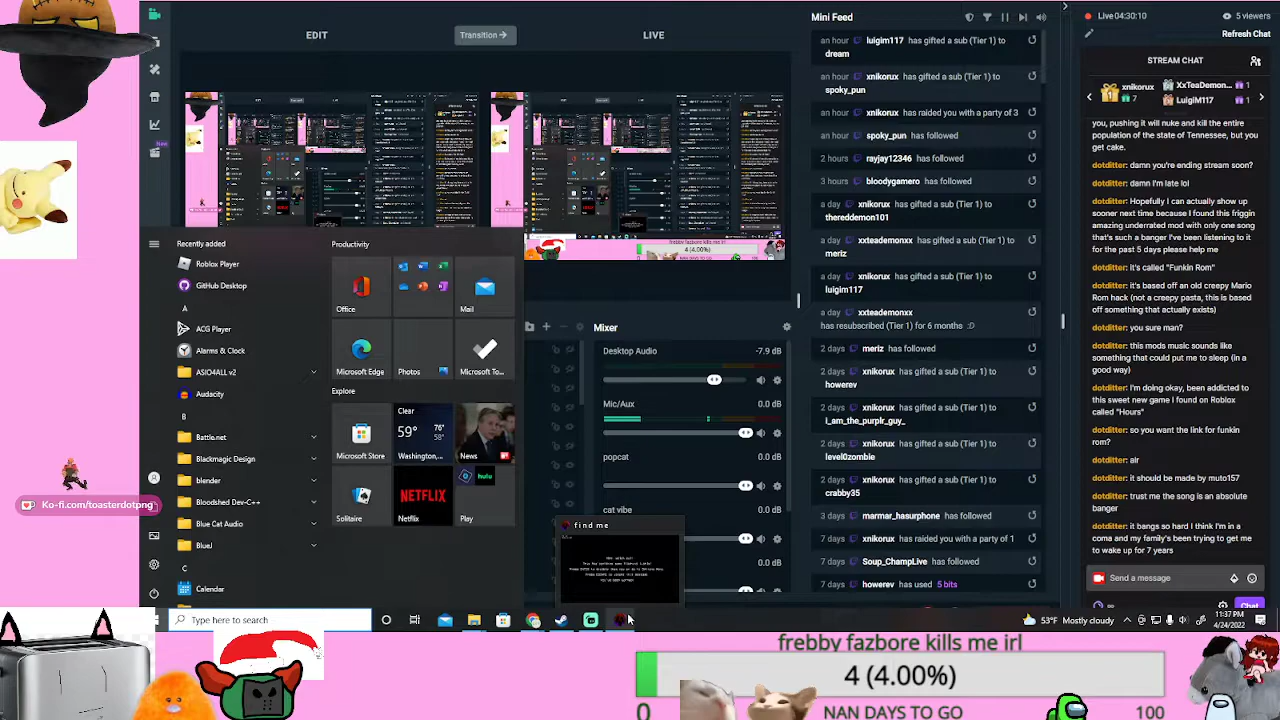 EDIT
Transition
LIVE
Mini Feed
Live 04:30:10
5 viewers
Refresh Chat
an hour luigim117 has gifted a sub (Tier 1) to
dream
an hour xnikorux has gifted a sub (Tier 1) to
spoky_pun
an hour xnikorux has raided you with a party of 3
an hour spoky_pun has followed
2 hours rayjay12346 has followed
3 hours bloodygamero has followed
a day xnikorux has gifted a sub (Tier 1) to
thereddemon101
a day xxteademonxx has gifted a sub (Tier 1) to
meriz
a day xnikorux has gifted a sub (Tier 1) to
luigim117
a day xxteademonxx
has resubscribed (Tier 1) for 6 months :D
2 days meriz has followed
2 days xnikorux has gifted a sub (Tier 1) to
howerev
2 days xnikorux has gifted a sub (Tier 1) to
i_am_the_purplr_guy_
2 days xnikorux has gifted a sub (Tier 1) to
level0zombie
2 days xnikorux has gifted a sub (Tier 1) to
crabby35
3 days marmar_hasurphone has followed
7 days xnikorux has raided you with a party of 1
7 days Soup_ChampLive has followed
7 days howerev has used 5 bits
STREAM CHAT
xnikorux
7
XxTeaDemon... 1
LuigiM117 1
you, pushing it will nuke and kill the entire
population of the state of Tennessee, but you
get cake.
dotditter: damn you're ending stream soon?
dotditter: damn I'm late lol
dotditter: Hopefully I can actually show up
sooner next time because I found this friggin
amazing underrated mod with only one song
that's such a banger I've been listening to it
for the past 5 days please help me
dotditter: It's called "Funkin Rom"
dotditter: it's based off an old creepy Mario
Rom hack (not a creepy pasta, this is based
off of something that actually exists)
dotditter: you sure man?
dotditter: this mods music sounds like
something that could put me to sleep (in a
good way)
dotditter: I'm doing okay, been addicted to
this sweet new game I found on Roblox
called "Hours"
dotditter: so you want the link for funkin
rom?
dotditter: alr
dotditter: it should be made by muto157
dotditter: trust me the song is an absolute
banger
dotditter: it bangs so hard I think I'm in a
coma and my family's been trying to get me
to wake up for 7 years
Send a message
Chat
New
Recently added
Roblox Player
GitHub Desktop
A
ACG Player
Alarms & Clock
ASIO4ALL v2
Audacity
B
Battle.net
Blackmagic Design
blender
Bloodshed Dev-C++
Blue Cat Audio
BlueJ
C
Calendar
Productivity
Office
Mail
Microsoft Edge
Photos
Microsoft To...
Explore
Microsoft Store
Clear
59° 76°
58°
Washington,...
News
Solitaire
NETFLIX
Netflix
hulu
Play
Mixer
Desktop Audio
-7.9 dB
Mic/Aux
0.0 dB
popcat
0.0 dB
cat vibe
0.0 dB
0.0 dB
find me
Type here to search
53°F Mostly cloudy
11:37 PM
4/24/2022
Ko-fi.com/toasterdotpng
frebby fazbore kills me irl
4 (4.00%)
0
NAN DAYS TO GO
100